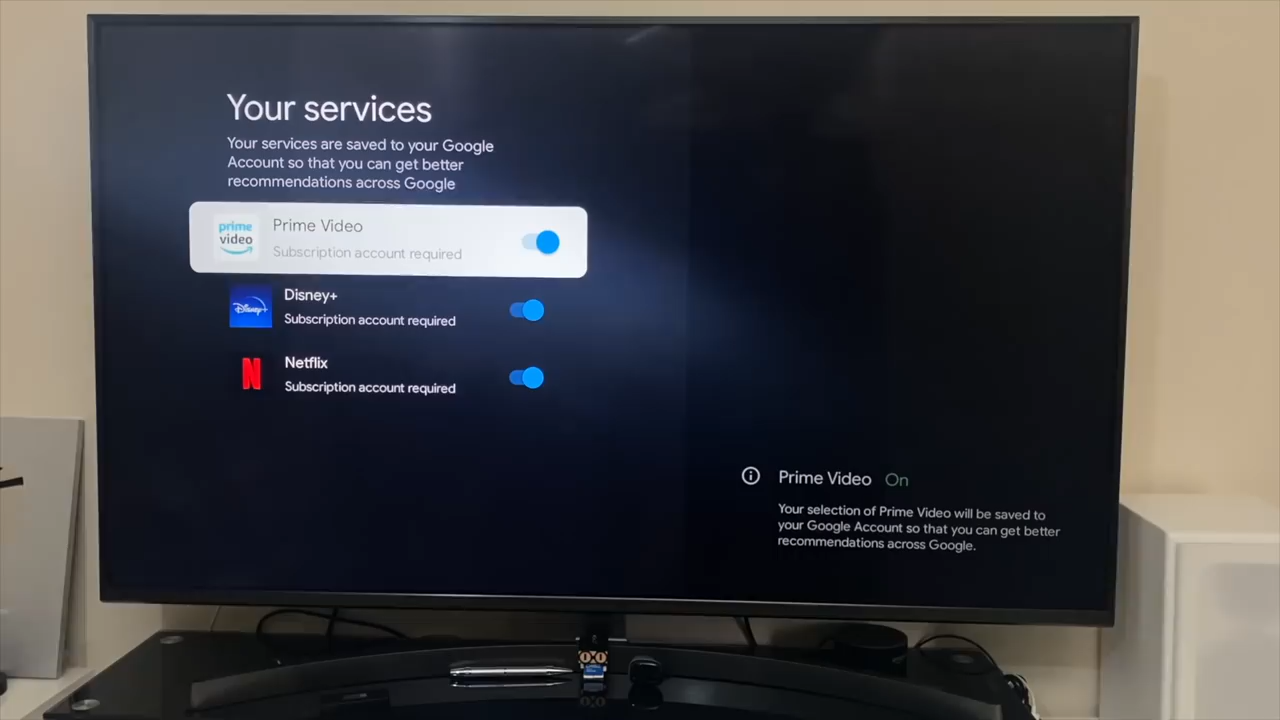 Your services
Your services are saved to your Google
Account so that you can get better
recommendations across Google
prime
video
Prime Video
Subscription account required
Disney+
Disney+
Subscription account required
N
Netflix
Subscription account required
Prime Video On
Your selection of Prime Video will be saved to
your Google Account so that you can get better
recommendations across Google.